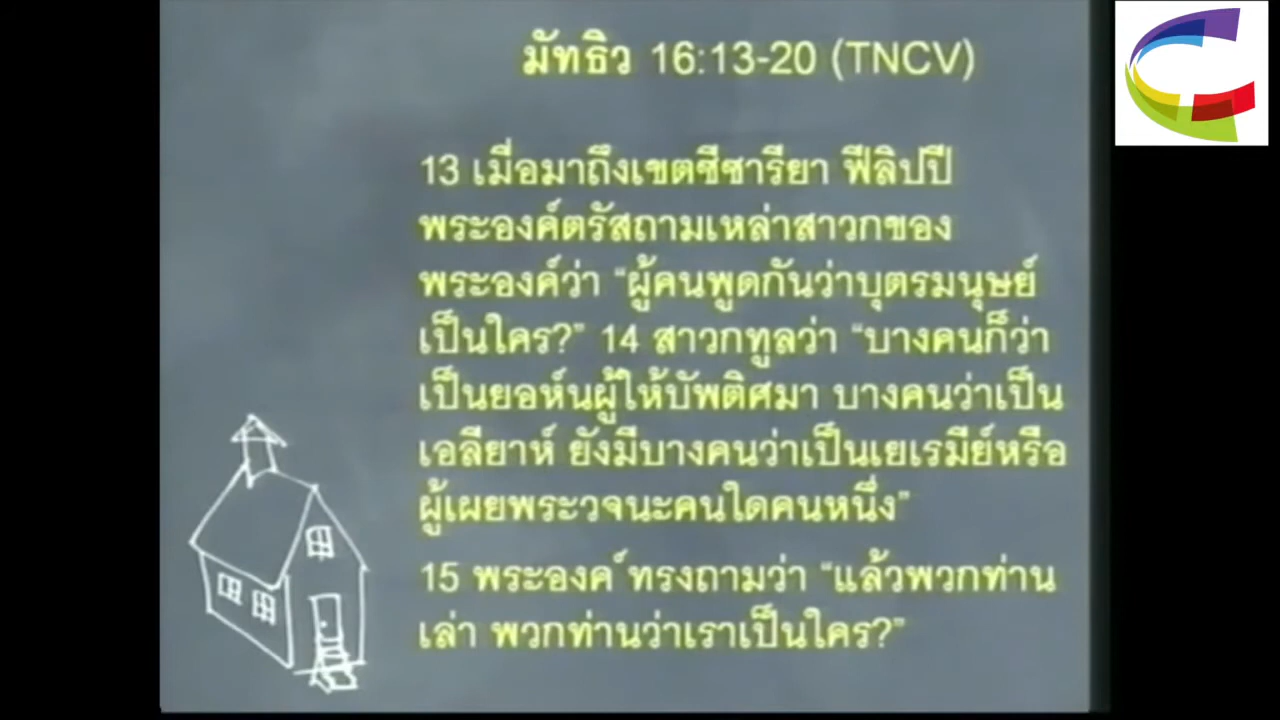 มัทธิว 16:13-20 (TNCV)
13 เมื่อมาถึงเขตซีซารียา ฟีลิปปี
พระองค์ตรัสถามเหล่าสาวกของ
พระองค์ว่า “ผู้คนพูดกันว่าบุตรมนุษย์
เป็นใคร?” 14 สาวกทูลว่า “บางคนก็ว่า
เป็นยอห์นผู้ให้บัพติศมา บางคนว่าเป็น
เอลียาห์ ยังมีบางคนว่าเป็นเยเรมีย์หรือ
ผู้เผยพระวจนะคนใดคนหนึ่ง”
15 พระองค ์ทรงถามว่า “แล้วพวกท่าน
เล่า พวกท่านว่าเราเป็นใคร?”